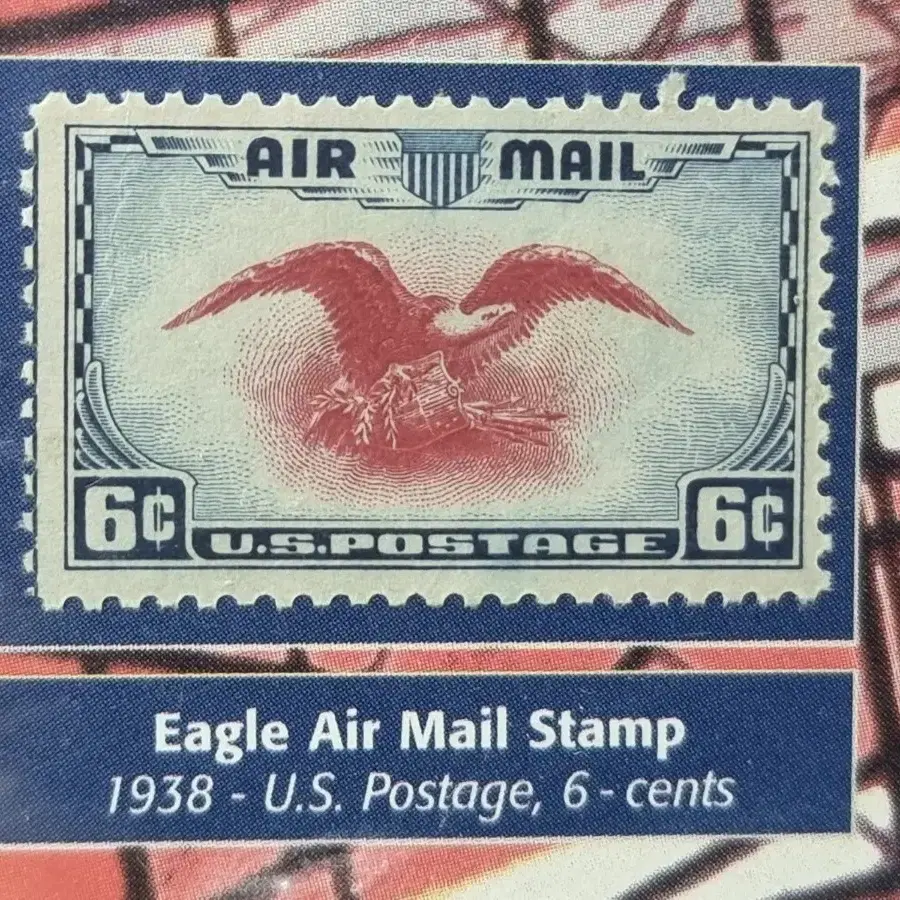 AIR MAIL
6¢ 6¢
U.S.POSTAGE
Eagle Air Mail Stamp
1938 - U.S. Postage, 6-cents